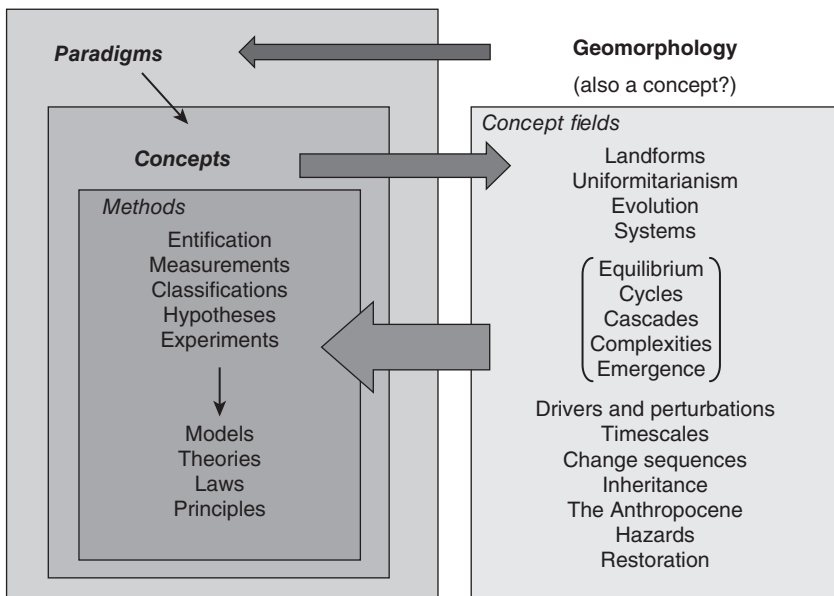 Paradigms
Concepts
Methods
Entification
Measurements
Classifications
Hypotheses
Experiments
Models
Theories
Laws
Principles
Geomorphology
(also a concept?)
Concept fields
Landforms
Uniformitarianism
Evolution
Systems
Equilibrium
Cycles
Cascades
Complexities
Emergence
Drivers and perturbations
Timescales
Change sequences
Inheritance
The Anthropocene
Hazards
Restoration